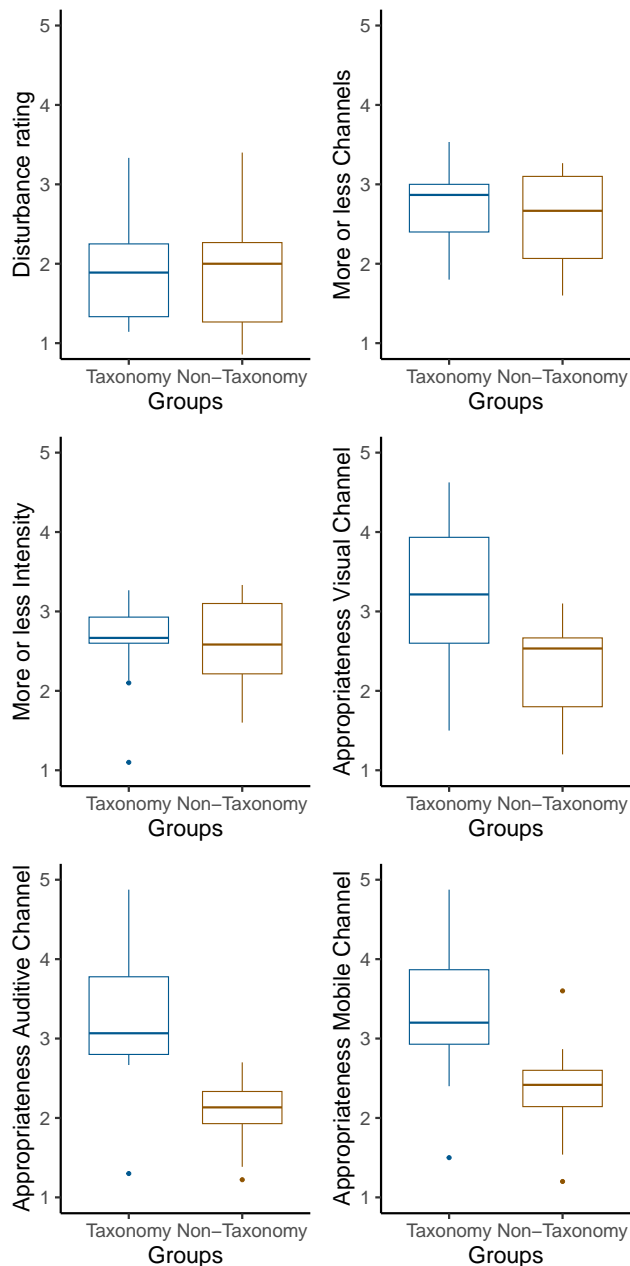 Disturbance rating
5
4
3
2
1
Taxonomy Non−Taxonomy
Groups
More or less Channels
5
4
3
2
1
Taxonomy Non−Taxonomy
Groups
More or less Intensity
5
4
3
2
1
Taxonomy Non−Taxonomy
Groups
Appropriateness Visual Channel
5
4
3
2
1
Taxonomy Non−Taxonomy
Groups
Appropriateness Auditive Channel
5
4
3
2
1
Taxonomy Non−Taxonomy
Groups
Appropriateness Mobile Channel
5
4
3
2
1
Taxonomy Non−Taxonomy
Groups